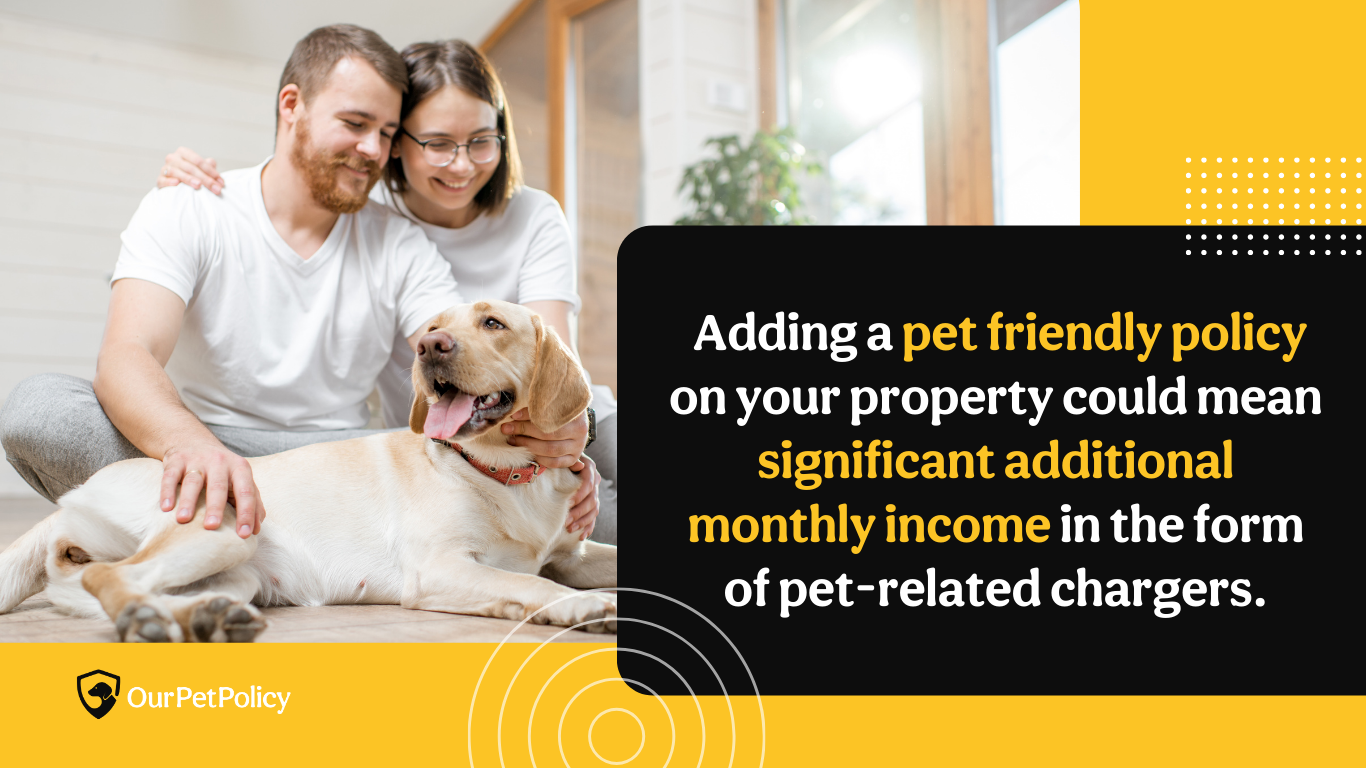 Adding a pet friendly policy
on your property could mean
significant additional
monthly income in the form
of pet-related chargers.
OurPetPolicy